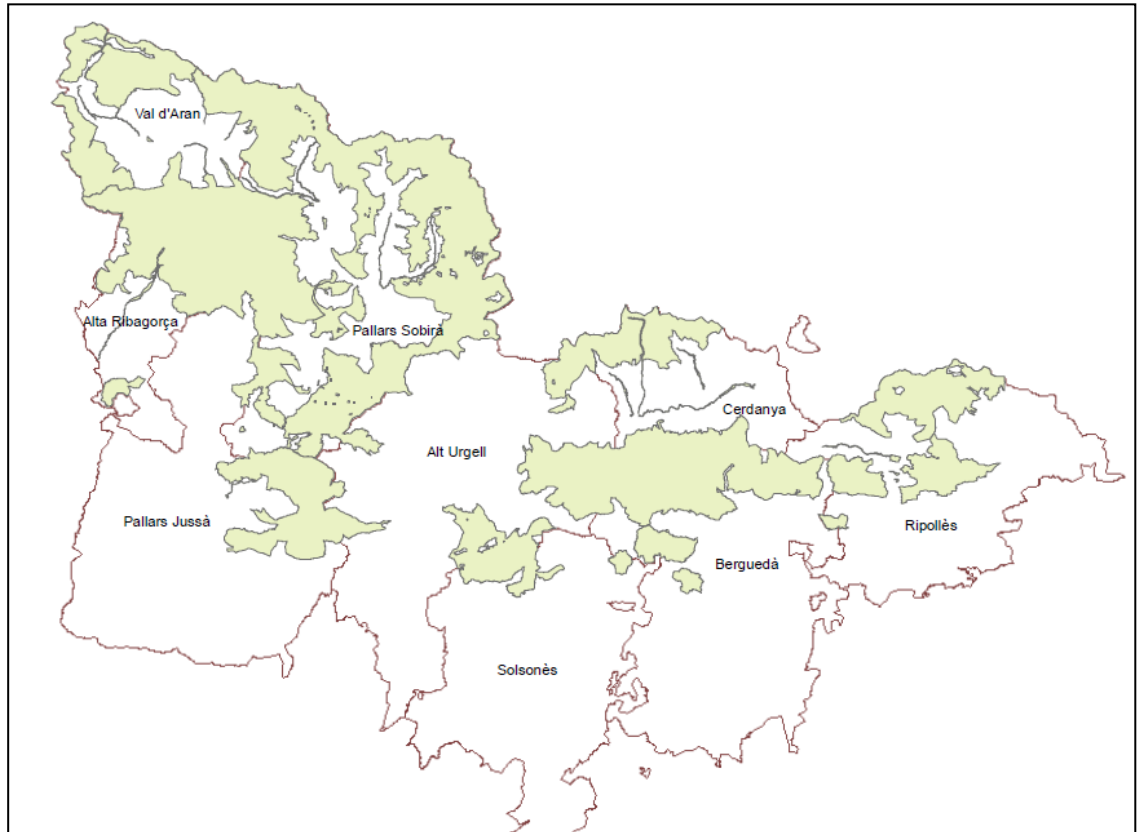 Val d'Aran
Alta Ribagorça
Pallars Sobirà
Cerdanya
Alt Urgell
Pallars Jussà
Ripollès
Berguedà
Solsonès